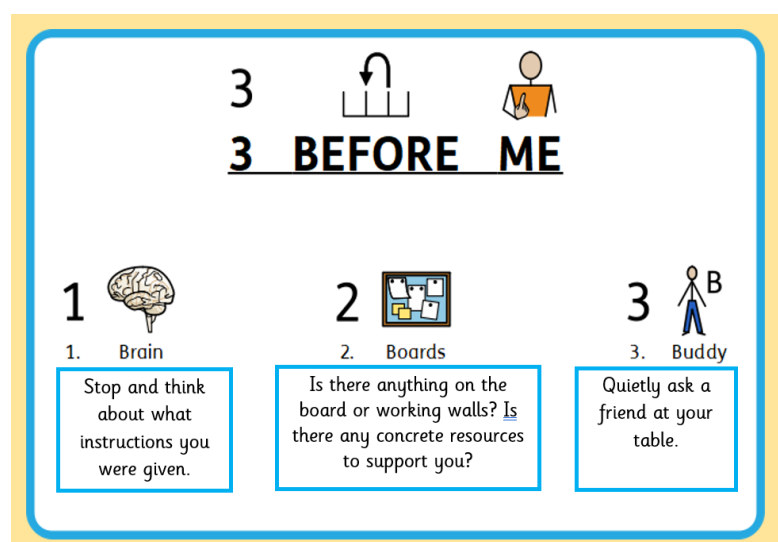 3
3 BEFORE ME
1
1. Brain
Stop and think
about what
instructions you
were given.
2
2. Boards
Is there anything on the
board or working walls? Is
there any concrete resources
to support you?
3 B
3. Buddy
Quietly ask a
friend at your
table.